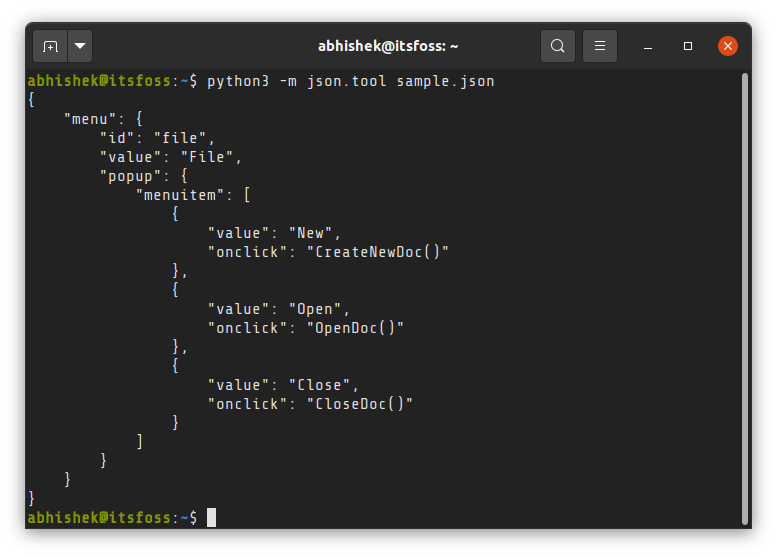 abhishek@itsfoss: ~
abhishek@itsfoss:~$ python3 -m json.tool sample.json
{
    "menu": {
        "id": "file",
        "value": "File",
        "popup": {
            "menuitem": [
                {
                    "value": "New",
                    "onclick": "CreateNewDoc()"
                },
                {
                    "value": "Open",
                    "onclick": "OpenDoc()"
                },
                {
                    "value": "Close",
                    "onclick": "CloseDoc()"
                }
            ]
        }
    }
}
abhishek@itsfoss:~$